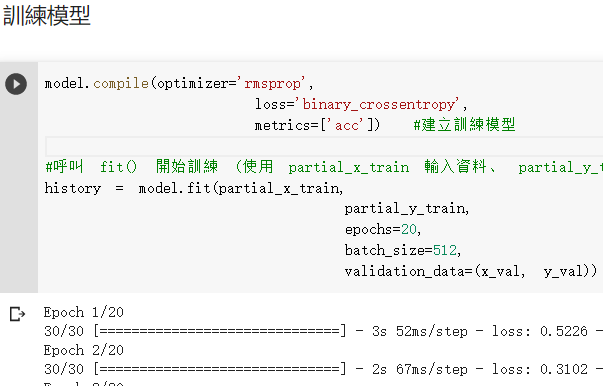 訓練模型
model.compile(optimizer='rmsprop',
loss='binary_crossentropy',
metrics=['acc']) #建立訓練模型
#呼叫 fit() 開始訓練 (使用 partial_x_train 輸入資料、 partial_y_t
history = model.fit(partial_x_train,
partial_y_train,
epochs=20,
batch_size=512,
validation_data=(x_val, y_val))
Epoch 1/20
30/30 [==============================] - 3s 52ms/step - loss: 0.5226 -
Epoch 2/20
30/30 [==============================] - 2s 67ms/step - loss: 0.3102 -